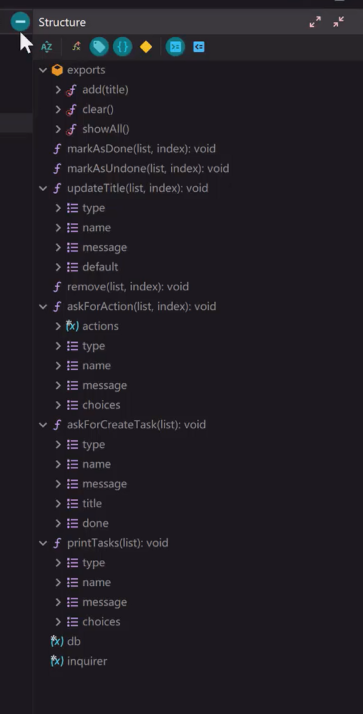 Structure
exports
add(title)
clear()
showAll()
markAsDone(list, index): void
markAsUndone(list, index): void
updateTitle(list, index): void
type
name
message
default
remove(list, index): void
askForAction(list, index): void
actions
type
name
message
choices
askForCreateTask(list): void
type
name
message
title
done
printTasks(list): void
type
name
message
choices
db
inquirer